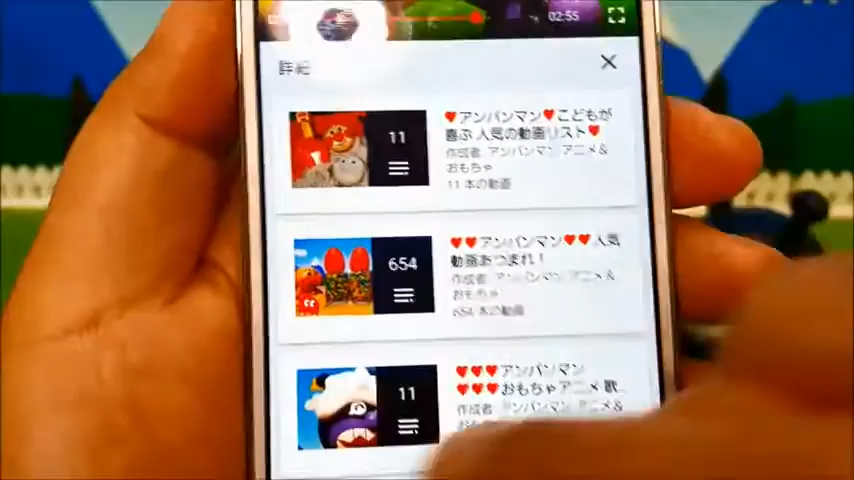 02:55
詳細
11
❤アンパンマン❤こどもが
喜ぶ 人気の動画リスト❤
作成者: アンパンマン アニメ&
おもちゃ
11 本の動画
654
❤❤アンパンマン❤❤人気
動画あつまれ!
作成者: アンパンマン アニメ&
おもちゃ
654 本の動画
11
❤❤❤アンパンマン
❤❤❤おもちゃアニメ 歌...
作成者: アンパンマン アニメ&